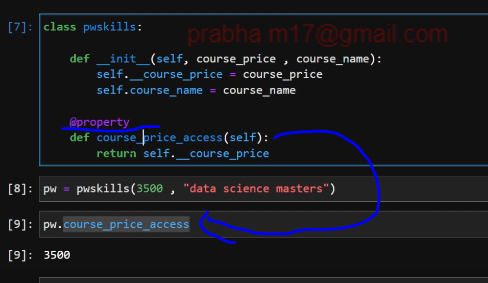 [7]: class pwskills:
prabha.m17@gmail.com
def __init__(self, course_price , course_name):
self.__course_price = course_price
self.course_name = course_name
@property
def course_price_access(self):
return self.__course_price
[8]: pw = pwskills(3500 , "data science masters")
[9]: pw.course_price_access
[9]: 3500